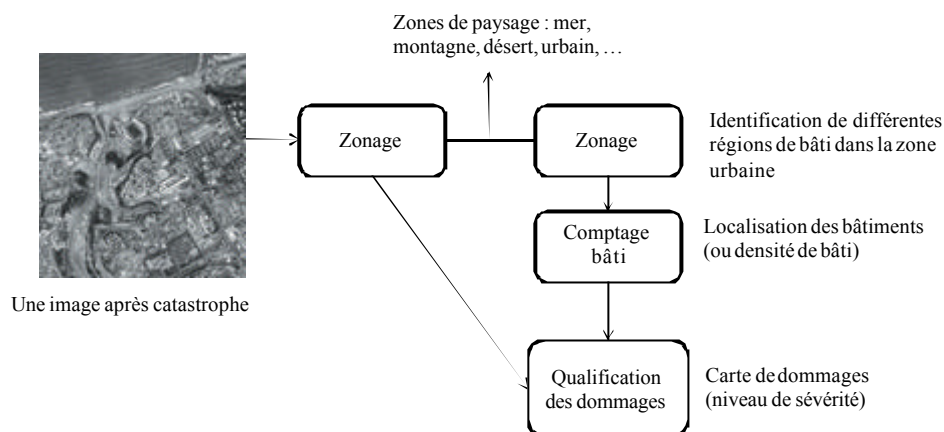 Zones de paysage : mer,
montagne, désert, urbain, …
Zonage
Zonage
Identification de différentes
régions de bâti dans la zone
urbaine
Comptage
bâti
Localisation des bâtiments
(ou densité de bâti)
Une image après catastrophe
Qualification
des dommages
Carte de dommages
(niveau de sévérité)